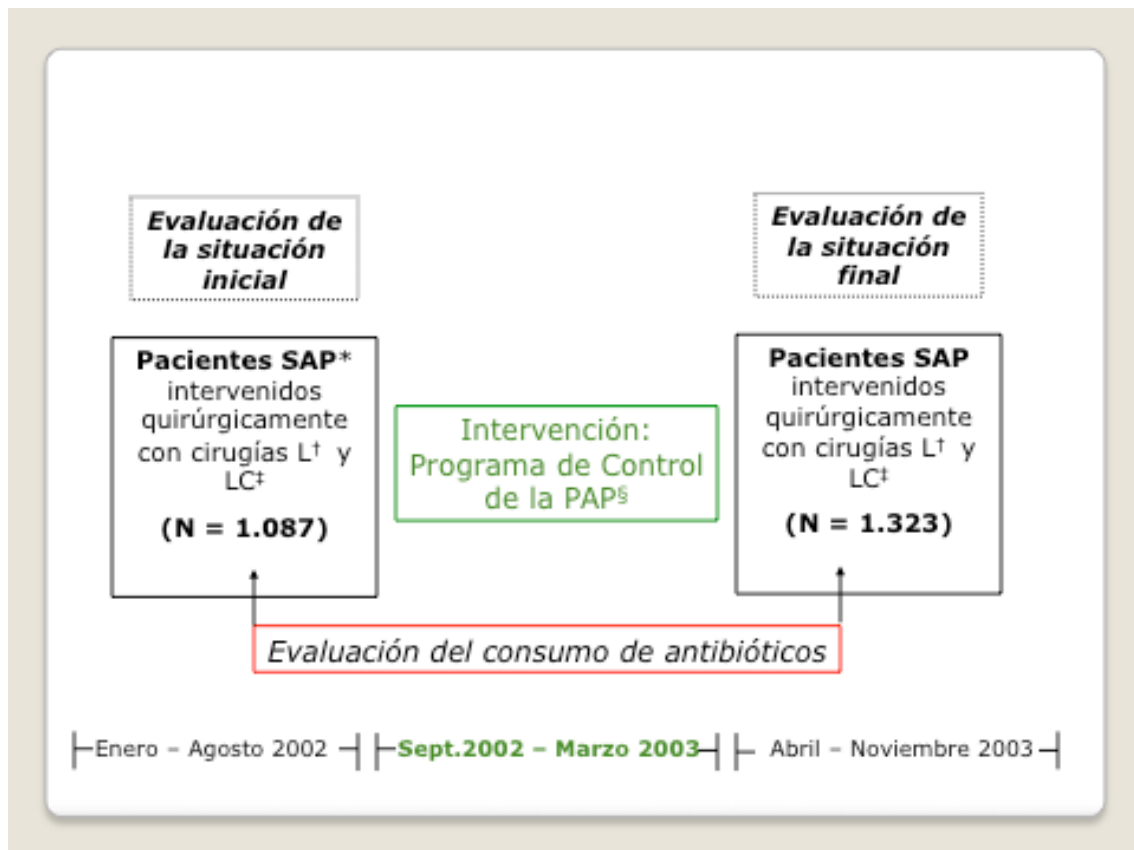 Evaluación de
la situación
inicial
Evaluación de
la situación
final
Pacientes SAP*
intervenidos
quirúrgicamente
con cirugías L† y
LC‡
(N = 1.087)
Intervención:
Programa de Control
de la PAP§
Pacientes SAP
intervenidos
quirúrgicamente
con cirugías L† y
LC‡
(N = 1.323)
Evaluación del consumo de antibióticos
Enero – Agosto 2002
Sept.2002 – Marzo 2003
Abril – Noviembre 2003